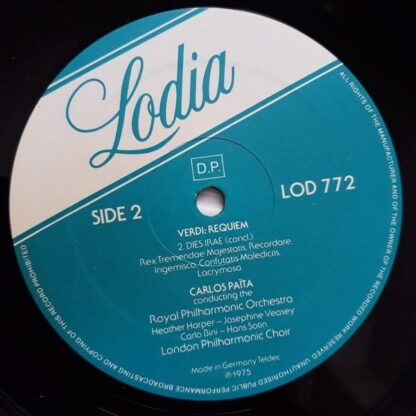 Lodia
D.P.
SIDE 2
LOD 772
VERDI: REQUIEM
2. DIES IRAE (concl.)
Rex Tremendae Majestatis, Recordare,
Ingemisco, Confutatis Maledictis,
Lacrymosa
CARLOS PAÏTA
conducting the
Royal Philharmonic Orchestra
Heather Harper – Josephine Veasey
Carlo Bini – Hans Sotin
London Philharmonic Choir
Made in Germany Teldec
℗ 1975
ALL RIGHTS OF THE MANUFACTURER AND OF THE OWNER OF THE RECORDED WORK RESERVED. UNAUTHORISED PUBLIC PERFORMANCE BROADCASTING AND COPYING OF THIS RECORD PROHIBITED